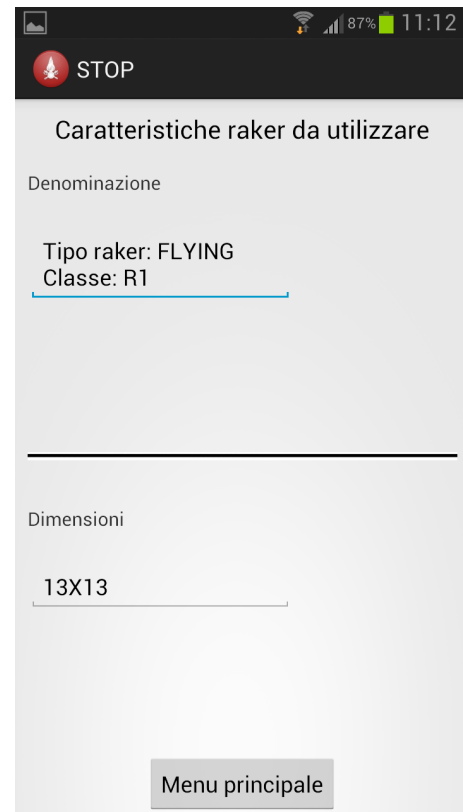 87% 11:12
STOP
Caratteristiche raker da utilizzare
Denominazione
Tipo raker: FLYING
Classe: R1
Dimensioni
13X13
Menu principale